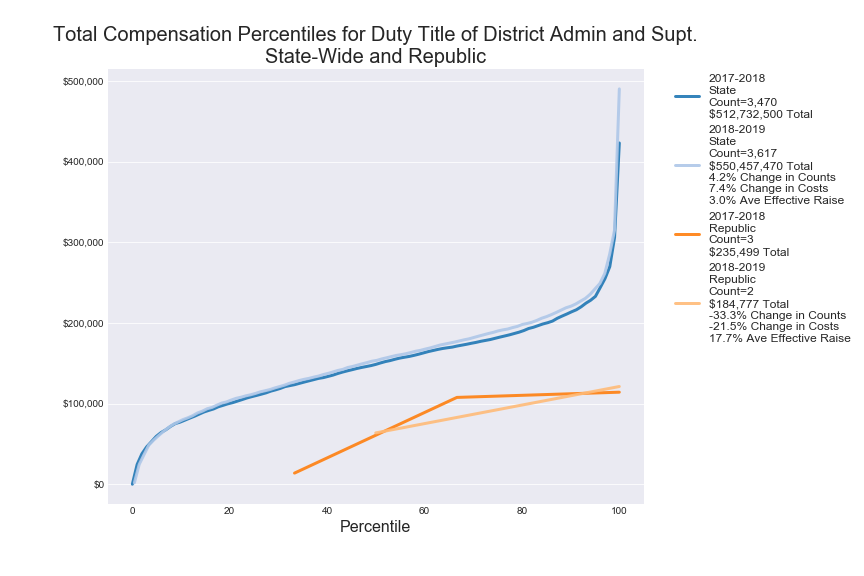 Total Compensation Percentiles for Duty Title of District Admin and Supt.
State-Wide and Republic
$500,000
$400,000
$300,000
$200,000
$100,000
$0
0
20
40
60
80
100
Percentile
2017-2018
State
Count=3,470
$512,732,500 Total
2018-2019
State
Count=3,617
$550,457,470 Total
4.2% Change in Counts
7.4% Change in Costs
3.0% Ave Effective Raise
2017-2018
Republic
Count=3
$235,499 Total
2018-2019
Republic
Count=2
$184,777 Total
-33.3% Change in Counts
-21.5% Change in Costs
17.7% Ave Effective Raise